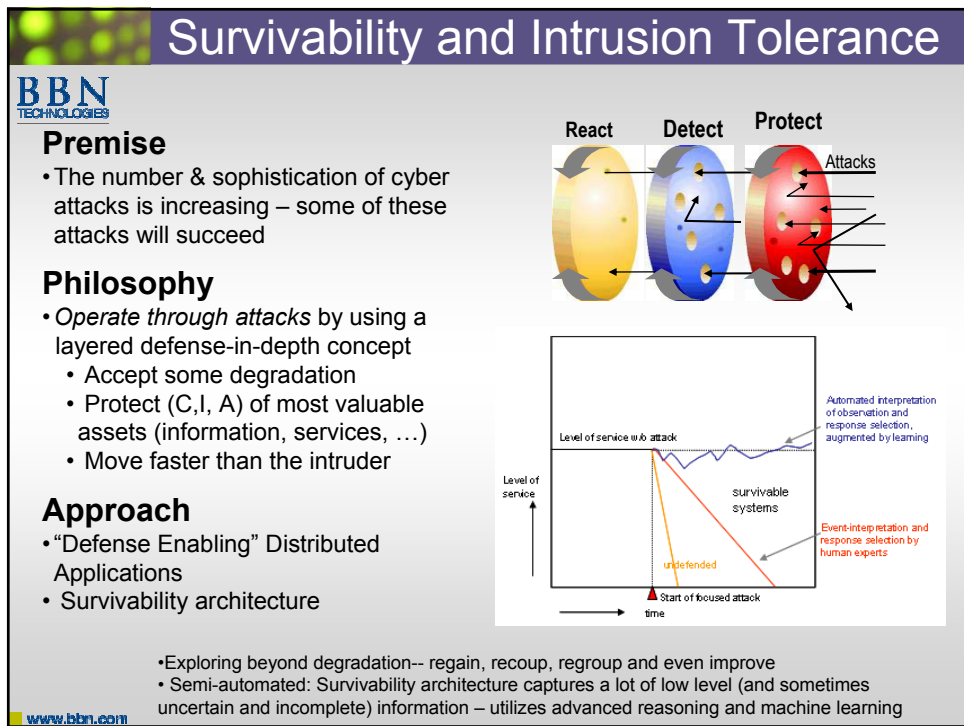 Survivability and Intrusion Tolerance
BBN
TECHNOLOGIES
Premise
• The number & sophistication of cyber
attacks is increasing – some of these
attacks will succeed
Philosophy
• Operate through attacks by using a
layered defense-in-depth concept
• Accept some degradation
• Protect (C,I, A) of most valuable
assets (information, services, …)
• Move faster than the intruder
Approach
• “Defense Enabling” Distributed
Applications
• Survivability architecture
React
Detect
Protect
Attacks
Level of service w/o attack
Level of
service
Automated interpretation
of observation and
response selection,
augmented by learning
survivable
systems
Event-interpretation and
response selection by
human experts
undefended
Start of focused attack
time
•Exploring beyond degradation-- regain, recoup, regroup and even improve
• Semi-automated: Survivability architecture captures a lot of low level (and sometimes
uncertain and incomplete) information – utilizes advanced reasoning and machine learning
www.bbn.com